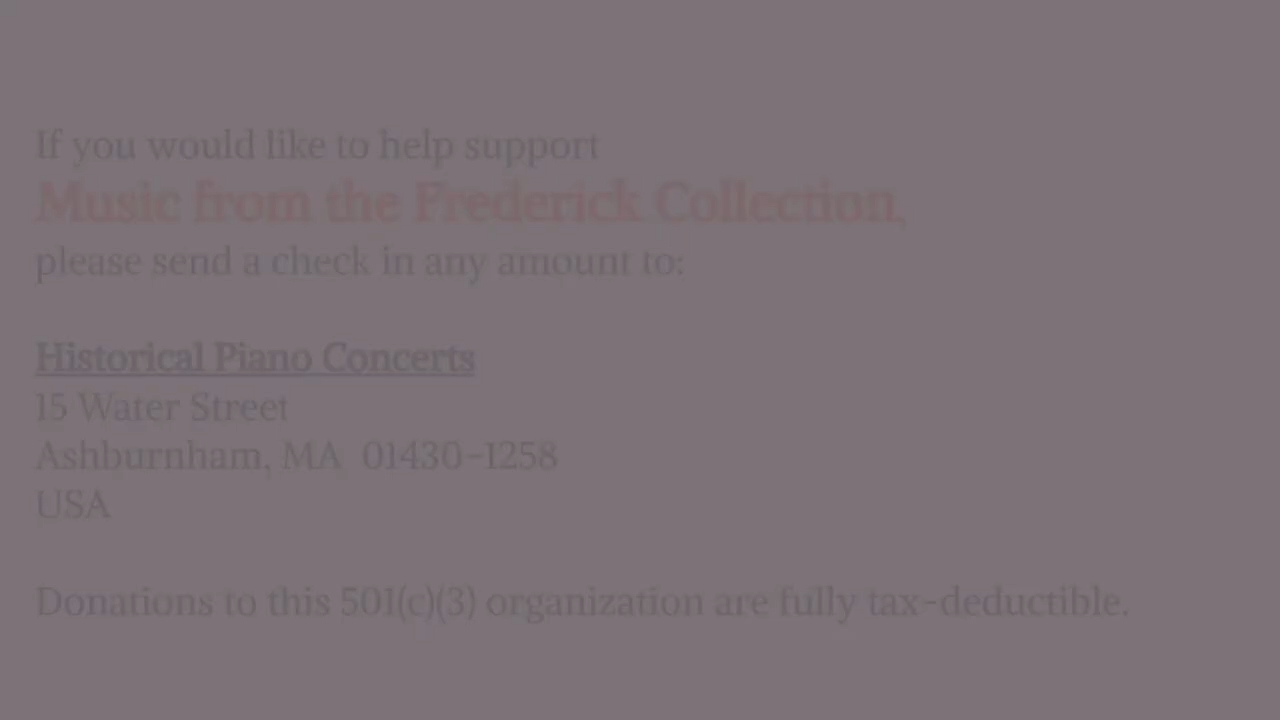 If you would like to help support
Music from the Frederick Collection,
please send a check in any amount to:
Historical Piano Concerts
15 Water Street
Ashburnham, MA  01430-1258
USA
Donations to this 501(c)(3) organization are fully tax-deductible.